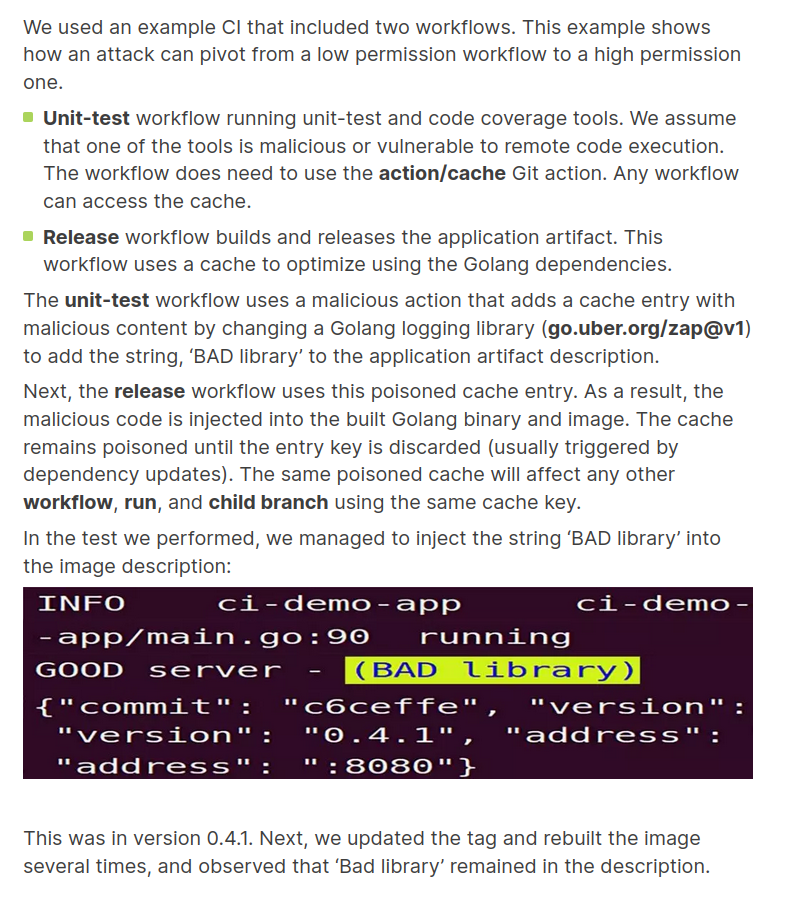 We used an example CI that included two workflows. This example shows
how an attack can pivot from a low permission workflow to a high permission
one.
Unit-test workflow running unit-test and code coverage tools. We assume
that one of the tools is malicious or vulnerable to remote code execution.
The workflow does need to use the action/cache Git action. Any workflow
can access the cache.
Release workflow builds and releases the application artifact. This
workflow uses a cache to optimize using the Golang dependencies.
The unit-test workflow uses a malicious action that adds a cache entry with
malicious content by changing a Golang logging library (go.uber.org/zap@v1)
to add the string, ‘BAD library’ to the application artifact description.
Next, the release workflow uses this poisoned cache entry. As a result, the
malicious code is injected into the built Golang binary and image. The cache
remains poisoned until the entry key is discarded (usually triggered by
dependency updates). The same poisoned cache will affect any other
workflow, run, and child branch using the same cache key.
In the test we performed, we managed to inject the string ‘BAD library’ into
the image description:
INFO ci-demo-app ci-demo-
-app/main.go:90 running
GOOD server - (BAD library)
{"commit": "c6ceffe", "version":
"version": "0.4.1", "address":
"address": ":8080"}
This was in version 0.4.1. Next, we updated the tag and rebuilt the image
several times, and observed that ‘Bad library’ remained in the description.